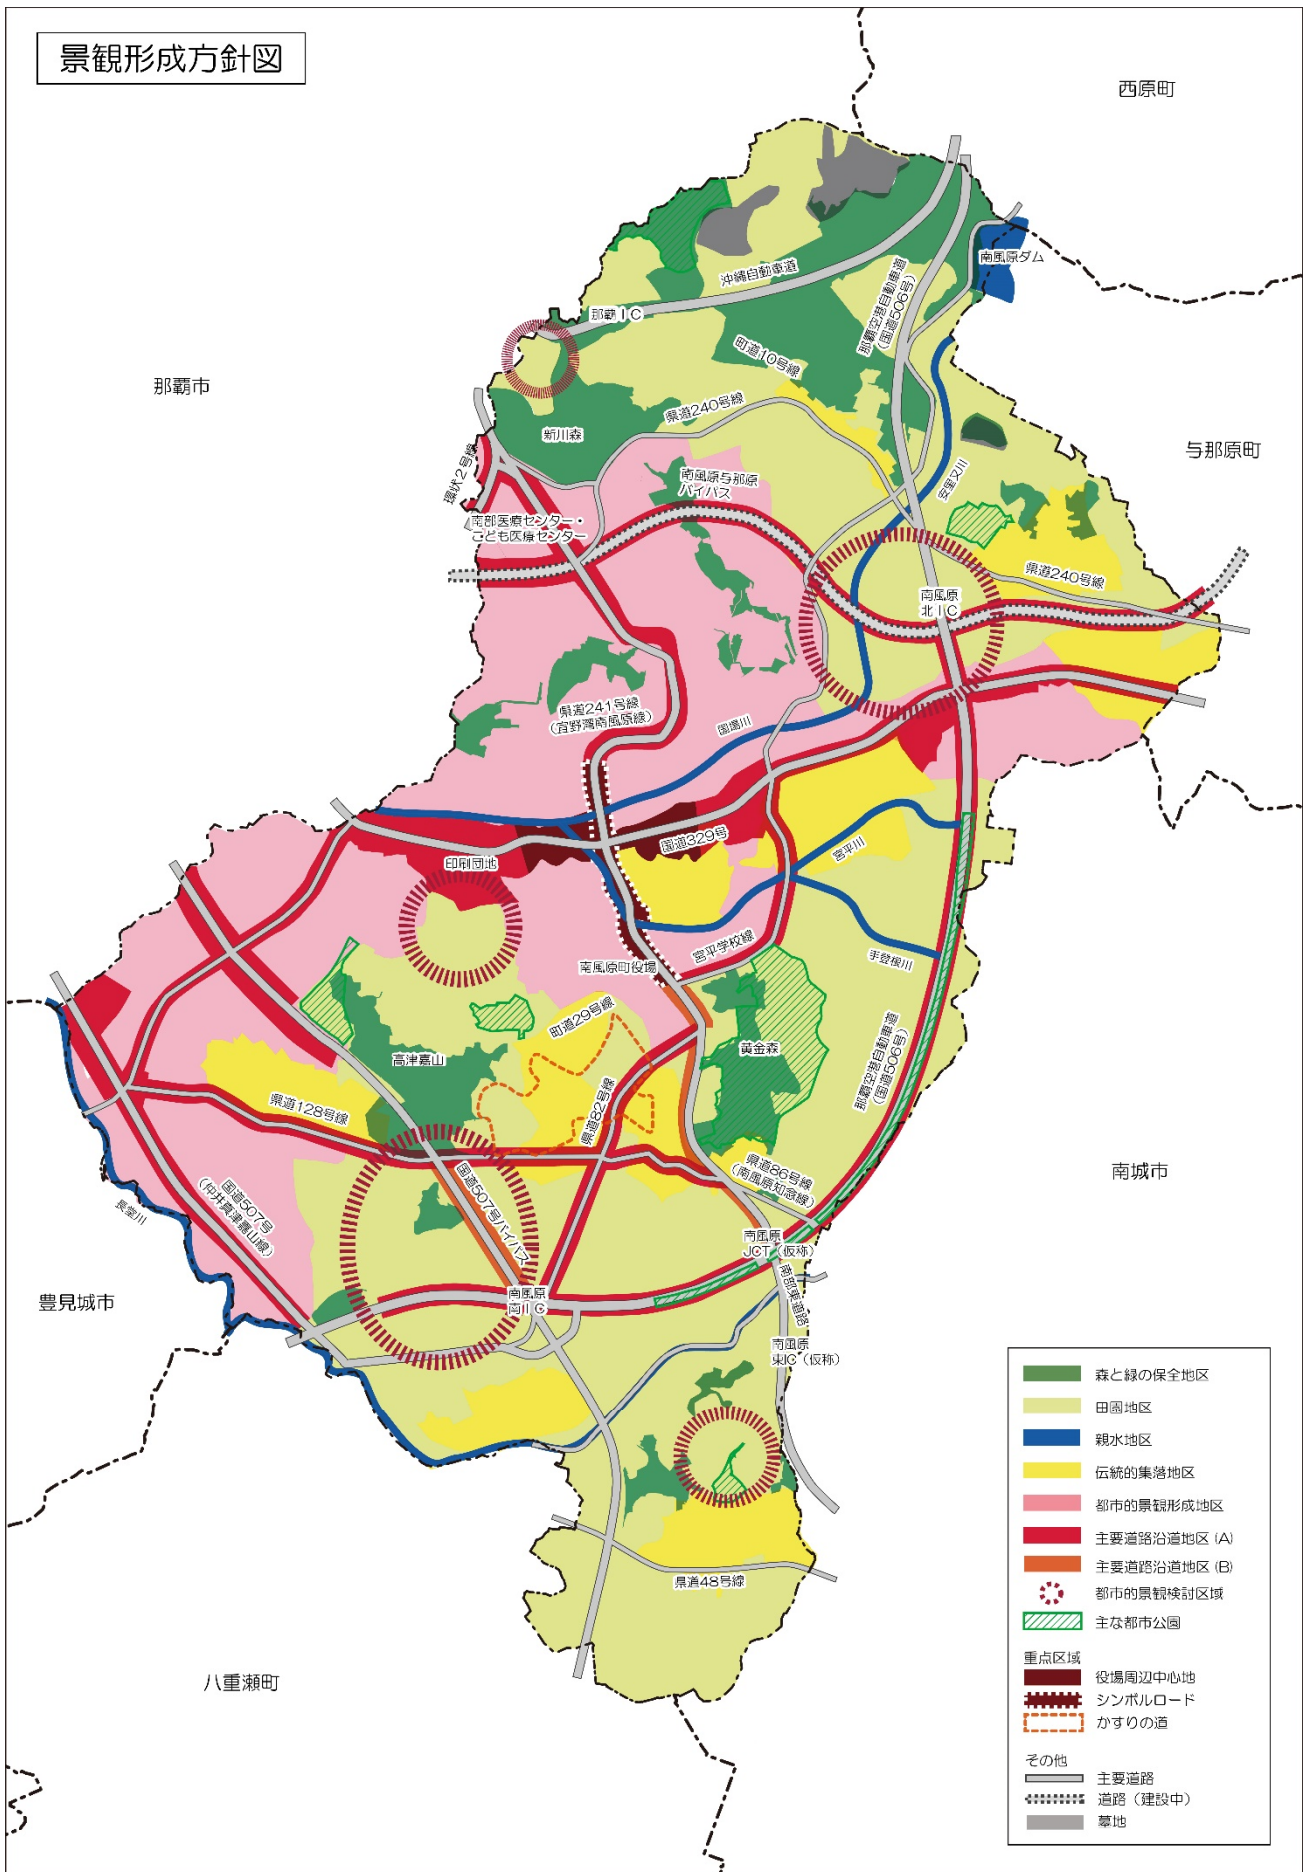 景観形成方針図
西原町
南風原ダム
沖縄自動車道
那覇空港自動車道
(国道506号)
那覇IC
町道10号線
那覇市
県道240号線
新川森
与那原町
環状2号線
南風原与那原
バイパス
安里又川
南部医療センター・
こども医療センター
県道240号線
南風原
北IC
県道241号線
(宜野湾南風原線)
国場川
国道329号
宮平川
印刷団地
宮平学校線
手登根川
南風原町役場
町道29号線
那覇空港自動車道
(国道506号)
黄金森
高津嘉山
県道82号線
県道128号線
県道86号線
(南風原知念線)
南城市
国道507号バイパス
国道507号
(仲井真津嘉山線)
長堂川
南風原
JCT(仮称)
南部東道路
南風原
南IC
豊見城市
南風原
東IC(仮称)
県道48号線
八重瀬町
森と緑の保全地区
田園地区
親水地区
伝統的集落地区
都市的景観形成地区
主要道路沿道地区(A)
主要道路沿道地区(B)
都市的景観検討区域
主な都市公園
重点区域
役場周辺中心地
シンボルロード
かすりの道
その他
主要道路
道路(建設中)
墓地